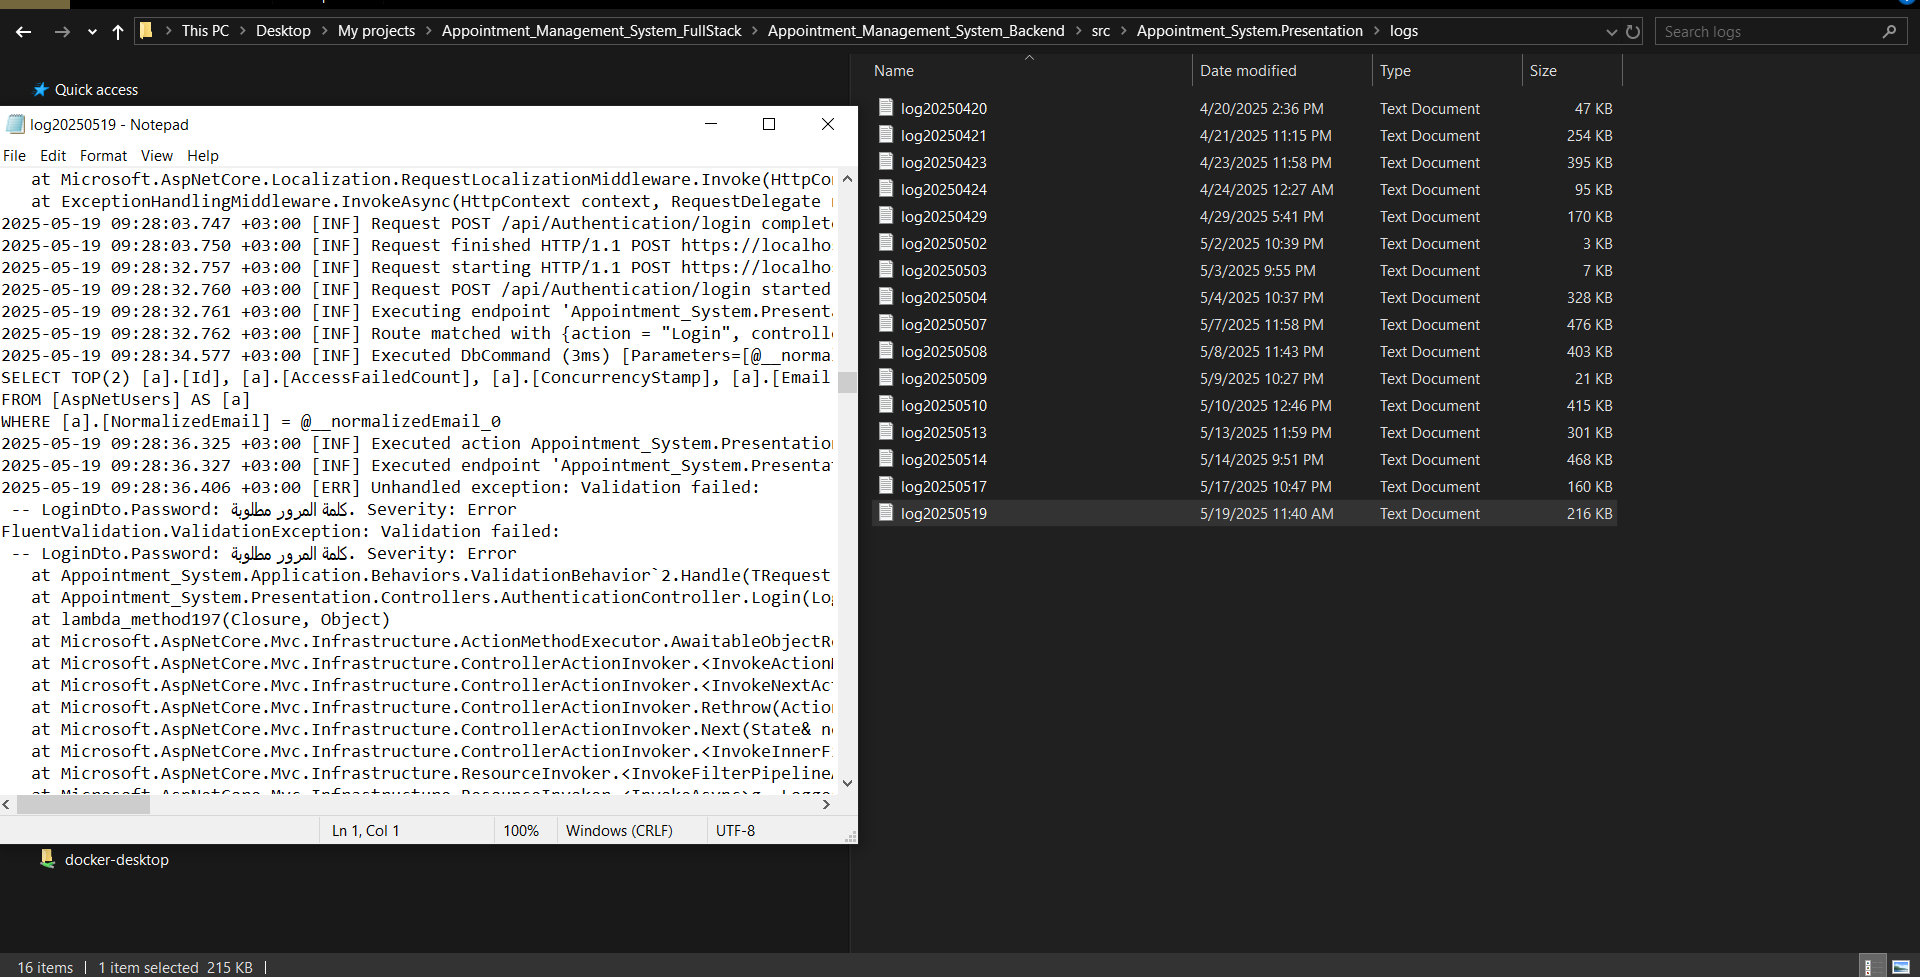 This PC > Desktop > My projects > Appointment_Management_System_FullStack > Appointment_Management_System_Backend > src > Appointment_System.Presentation > logs
Search logs
Quick access
Name Date modified Type Size
log20250420 4/20/2025 2:36 PM Text Document 47 KB
log20250421 4/21/2025 11:15 PM Text Document 254 KB
log20250423 4/23/2025 11:58 PM Text Document 395 KB
log20250424 4/24/2025 12:27 AM Text Document 95 KB
log20250429 4/29/2025 5:41 PM Text Document 170 KB
log20250502 5/2/2025 10:39 PM Text Document 3 KB
log20250503 5/3/2025 9:55 PM Text Document 7 KB
log20250504 5/4/2025 10:37 PM Text Document 328 KB
log20250507 5/7/2025 11:58 PM Text Document 476 KB
log20250508 5/8/2025 11:43 PM Text Document 403 KB
log20250509 5/9/2025 10:27 PM Text Document 21 KB
log20250510 5/10/2025 12:46 PM Text Document 415 KB
log20250513 5/13/2025 11:59 PM Text Document 301 KB
log20250514 5/14/2025 9:51 PM Text Document 468 KB
log20250517 5/17/2025 10:47 PM Text Document 160 KB
log20250519 5/19/2025 11:40 AM Text Document 216 KB
log20250519 - Notepad
File Edit Format View Help
at Microsoft.AspNetCore.Localization.RequestLocalizationMiddleware.Invoke(HttpCo
at ExceptionHandlingMiddleware.InvokeAsync(HttpContext context, RequestDelegate
2025-05-19 09:28:03.747 +03:00 [INF] Request POST /api/Authentication/login complet
2025-05-19 09:28:03.750 +03:00 [INF] Request finished HTTP/1.1 POST https://localho
2025-05-19 09:28:32.757 +03:00 [INF] Request starting HTTP/1.1 POST https://localho
2025-05-19 09:28:32.760 +03:00 [INF] Request POST /api/Authentication/login started
2025-05-19 09:28:32.761 +03:00 [INF] Executing endpoint 'Appointment_System.Present
2025-05-19 09:28:32.762 +03:00 [INF] Route matched with {action = "Login", controll
2025-05-19 09:28:34.577 +03:00 [INF] Executed DbCommand (3ms) [Parameters=[@__norma
SELECT TOP(2) [a].[Id], [a].[AccessFailedCount], [a].[ConcurrencyStamp], [a].[Email
FROM [AspNetUsers] AS [a]
WHERE [a].[NormalizedEmail] = @__normalizedEmail_0
2025-05-19 09:28:36.325 +03:00 [INF] Executed action Appointment_System.Presentation
2025-05-19 09:28:36.327 +03:00 [INF] Executed endpoint 'Appointment_System.Presenta
2025-05-19 09:28:36.406 +03:00 [ERR] Unhandled exception: Validation failed:
-- LoginDto.Password: كلمة المرور مطلوبة. Severity: Error
FluentValidation.ValidationException: Validation failed:
-- LoginDto.Password: كلمة المرور مطلوبة. Severity: Error
at Appointment_System.Application.Behaviors.ValidationBehavior`2.Handle(TRequest
at Appointment_System.Presentation.Controllers.AuthenticationController.Login(Lo
at lambda_method197(Closure, Object)
at Microsoft.AspNetCore.Mvc.Infrastructure.ActionMethodExecutor.AwaitableObjectR
at Microsoft.AspNetCore.Mvc.Infrastructure.ControllerActionInvoker.<InvokeAction
at Microsoft.AspNetCore.Mvc.Infrastructure.ControllerActionInvoker.<InvokeNextAc
at Microsoft.AspNetCore.Mvc.Infrastructure.ControllerActionInvoker.Rethrow(Action
at Microsoft.AspNetCore.Mvc.Infrastructure.ControllerActionInvoker.Next(State& n
at Microsoft.AspNetCore.Mvc.Infrastructure.ControllerActionInvoker.<InvokeInnerF
at Microsoft.AspNetCore.Mvc.Infrastructure.ResourceInvoker.<InvokeFilterPipeline
Ln 1, Col 1 100% Windows (CRLF) UTF-8
docker-desktop
16 items | 1 item selected 215 KB |